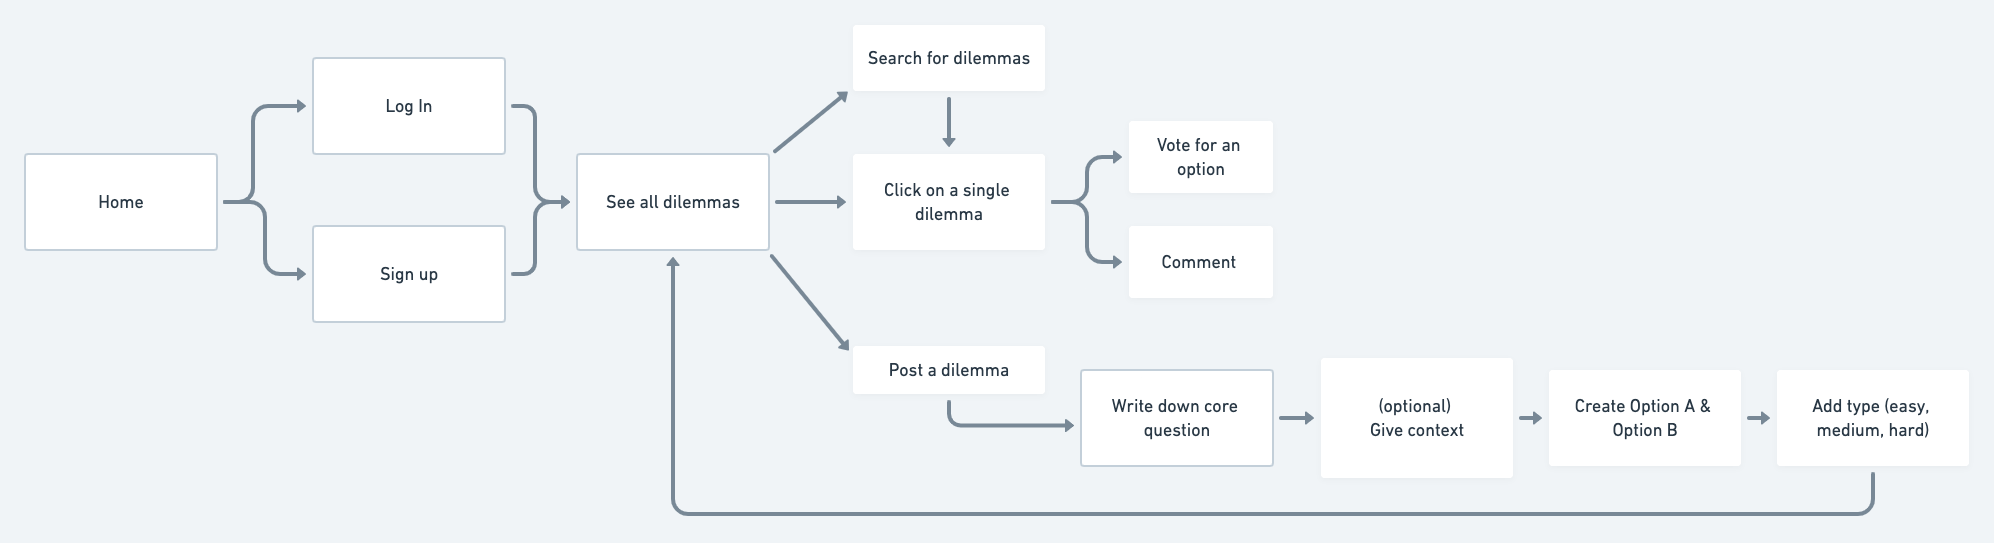 Home
Log In
Sign up
See all dilemmas
Search for dilemmas
Click on a single
dilemma
Vote for an
option
Comment
Post a dilemma
Write down core
question
(optional)
Give context
Create Option A &
Option B
Add type (easy,
medium, hard)